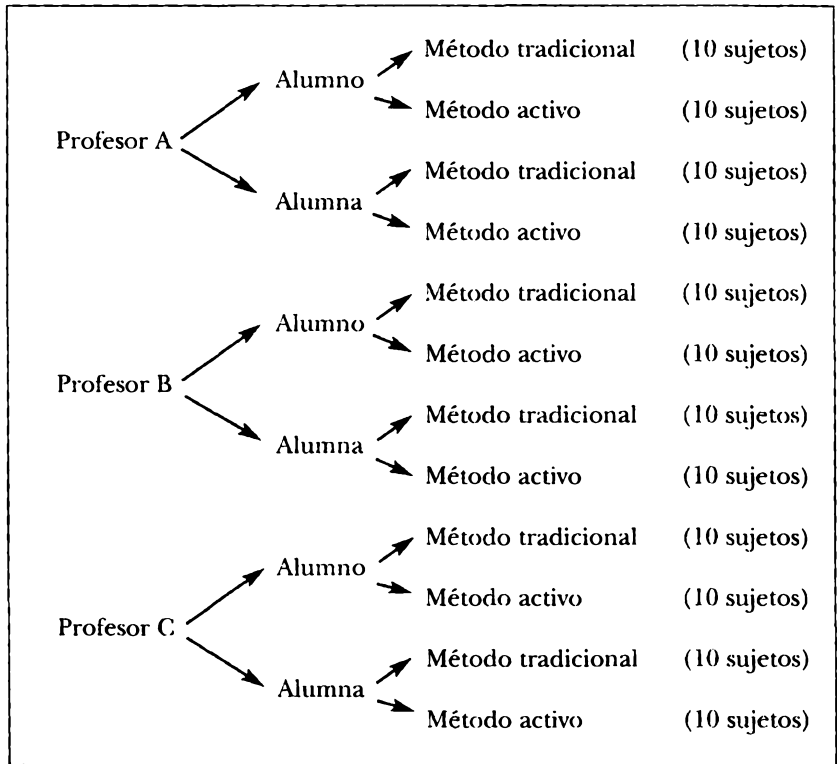 Método tradicional (10 sujetos)
Alumno
Método activo (10 sujetos)
Profesor A
Método tradicional (10 sujetos)
Alumna
Método activo (10 sujetos)
Método tradicional (10 sujetos)
Alumno
Método activo (10 sujetos)
Profesor B
Método tradicional (10 sujetos)
Alumna
Método activo (10 sujetos)
Método tradicional (10 sujetos)
Alumno
Método activo (10 sujetos)
Profesor C
Método tradicional (10 sujetos)
Alumna
Método activo (10 sujetos)